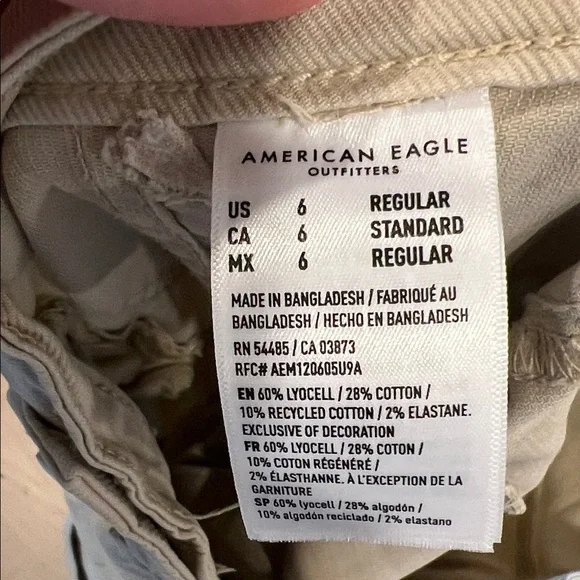 AMERICAN EAGLE
OUTFITTERS
US 6 REGULAR
CA 6 STANDARD
MX 6 REGULAR
MADE IN BANGLADESH / FABRIQUÉ AU
BANGLADESH / HECHO EN BANGLADESH
RN 54485 / CA 03873
RFC# AEM120605U9A
EN 60% LYOCELL / 28% COTTON /
10% RECYCLED COTTON / 2% ELASTANE.
EXCLUSIVE OF DECORATION
FR 60% LYOCELL / 28% COTON /
10% COTON RÉGÉNÉRÉ /
2% ÉLASTHANNE. À L'EXCEPTION DE LA
GARNITURE
SP 60% lyocell / 28% algodón /
10% algodón reciclado / 2% elastano